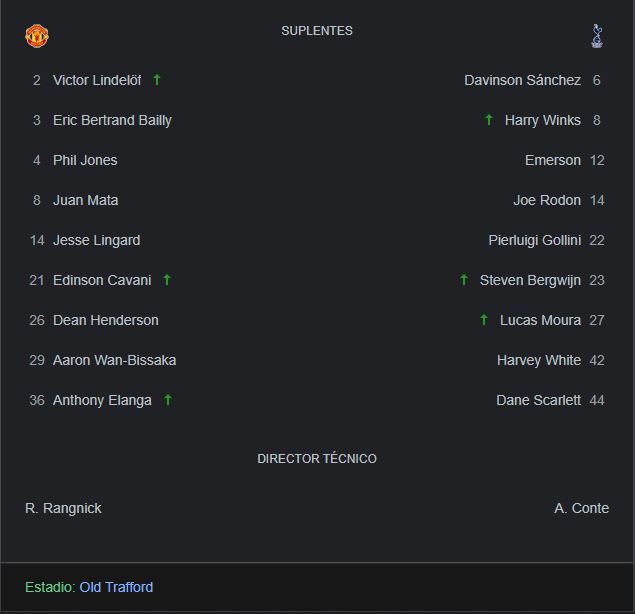 SUPLENTES
2 Victor Lindelöf ↑ Davinson Sánchez 6
3 Eric Bertrand Bailly ↑ Harry Winks 8
4 Phil Jones Emerson 12
8 Juan Mata Joe Rodon 14
14 Jesse Lingard Pierluigi Gollini 22
21 Edinson Cavani ↑ ↑ Steven Bergwijn 23
26 Dean Henderson ↑ Lucas Moura 27
29 Aaron Wan-Bissaka Harvey White 42
36 Anthony Elanga ↑ Dane Scarlett 44
DIRECTOR TÉCNICO
R. Rangnick A. Conte
Estadio: Old Trafford